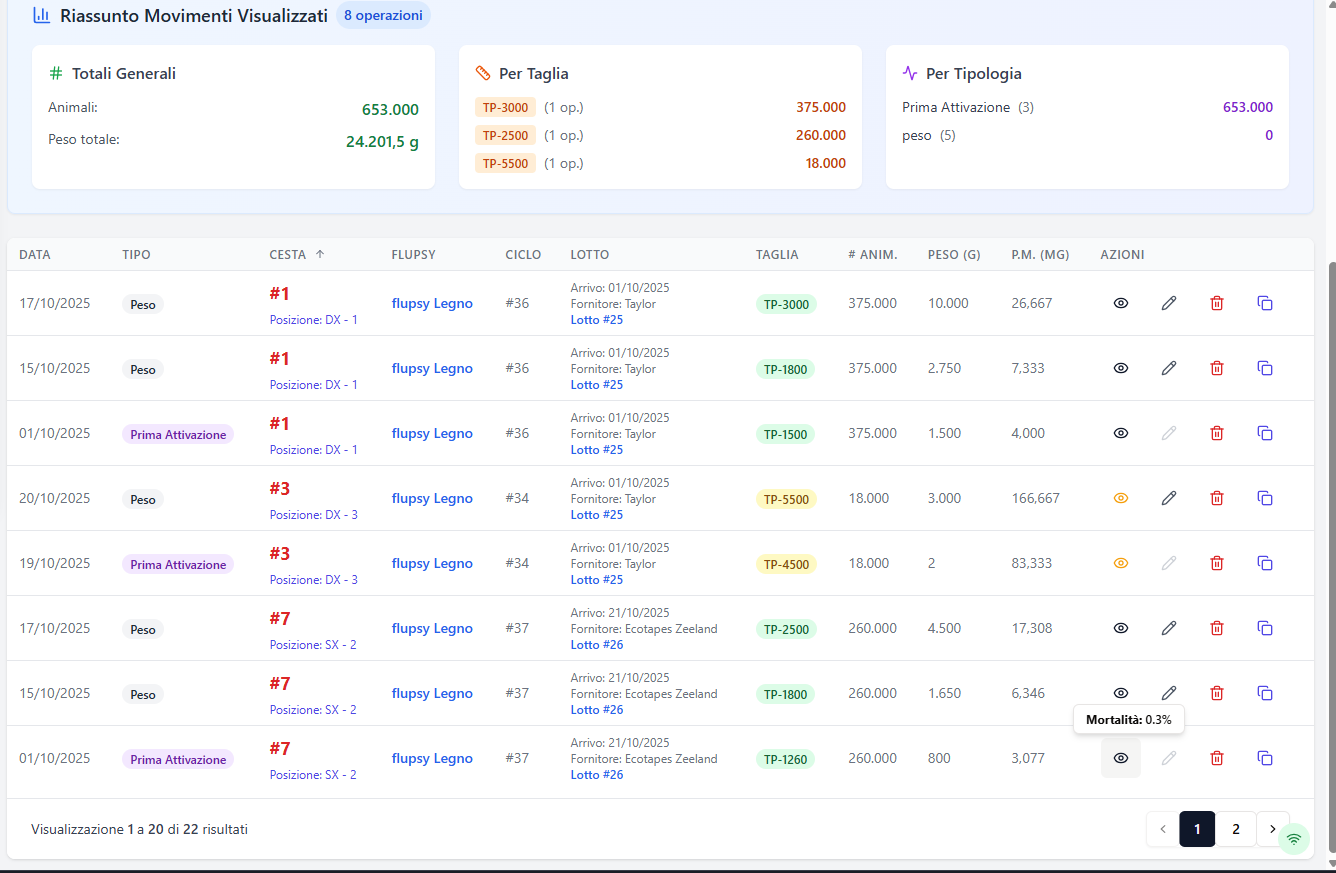 Riassunto Movimenti Visualizzati 8 operazioni
Totali Generali
Animali: 653.000
Peso totale: 24.201,5 g
Per Taglia
TP-3000 (1 op.) 375.000
TP-2500 (1 op.) 260.000
TP-5500 (1 op.) 18.000
Per Tipologia
Prima Attivazione (3) 653.000
peso (5) 0
DATA TIPO CESTA ↑ FLUPSY CICLO LOTTO TAGLIA # ANIM. PESO (G) P.M. (MG) AZIONI
17/10/2025 Peso #1 flupsy Legno #36 Arrivo: 01/10/2025 TP-3000 375.000 10.000 26,667
Fornitore: Taylor
Posizione: DX - 1 Lotto #25
15/10/2025 Peso #1 flupsy Legno #36 Arrivo: 01/10/2025 TP-1800 375.000 2.750 7,333
Fornitore: Taylor
Posizione: DX - 1 Lotto #25
01/10/2025 Prima Attivazione #1 flupsy Legno #36 Arrivo: 01/10/2025 TP-1500 375.000 1.500 4,000
Fornitore: Taylor
Posizione: DX - 1 Lotto #25
20/10/2025 Peso #3 flupsy Legno #34 Arrivo: 01/10/2025 TP-5500 18.000 3.000 166,667
Fornitore: Taylor
Posizione: DX - 3 Lotto #25
19/10/2025 Prima Attivazione #3 flupsy Legno #34 Arrivo: 01/10/2025 TP-4500 18.000 2 83,333
Fornitore: Taylor
Posizione: DX - 3 Lotto #25
17/10/2025 Peso #7 flupsy Legno #37 Arrivo: 21/10/2025 TP-2500 260.000 4.500 17,308
Fornitore: Ecotapes Zeeland
Posizione: SX - 2 Lotto #26
15/10/2025 Peso #7 flupsy Legno #37 Arrivo: 21/10/2025 TP-1800 260.000 1.650 6,346
Fornitore: Ecotapes Zeeland
Posizione: SX - 2 Lotto #26
Mortalità: 0.3%
01/10/2025 Prima Attivazione #7 flupsy Legno #37 Arrivo: 21/10/2025 TP-1260 260.000 800 3,077
Fornitore: Ecotapes Zeeland
Posizione: SX - 2 Lotto #26
Visualizzazione 1 a 20 di 22 risultati
1 2